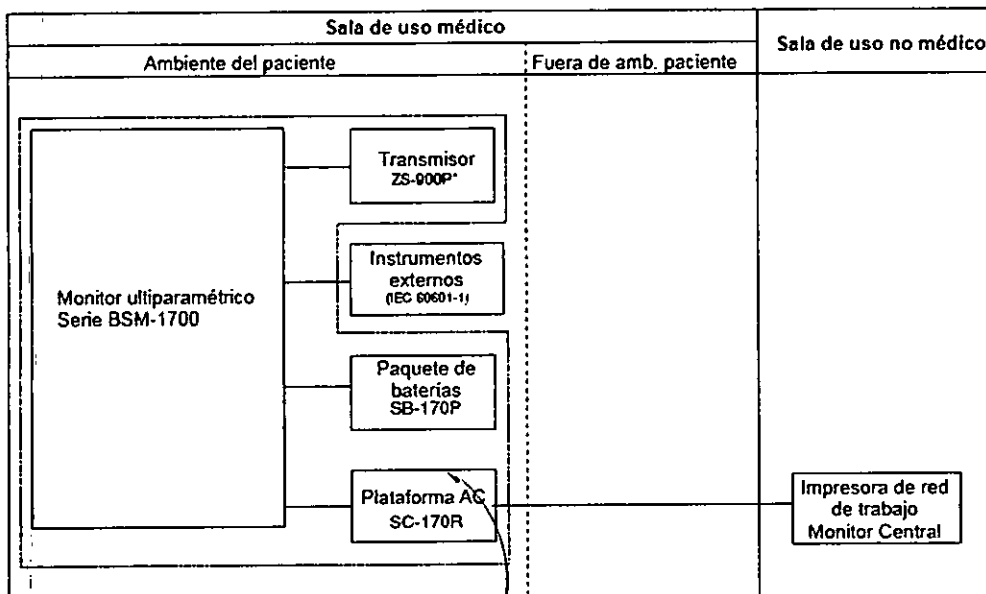 Sala de uso médico
Sala de uso no médico
Ambiente del paciente
Fuera de amb. paciente
Transmisor
ZS-900P*
Instrumentos
externos
(IEC 60601-1)
Monitor ultiparamétrico
Serie BSM-1700
Paquete de
baterías
SB-170P
Plataforma AC
SC-170R
Impresora de red
de trabajo
Monitor Central